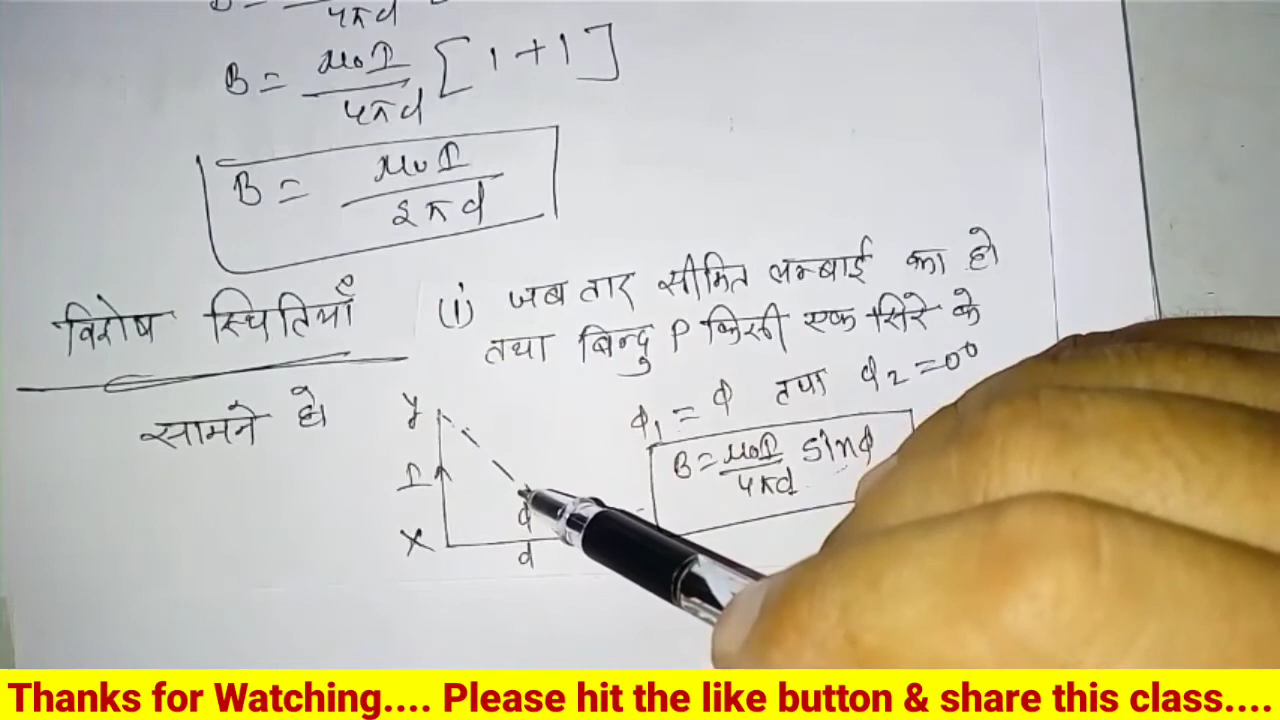 B =
4πd
B = μ₀I/4πd [1+1]
B = μ₀I/2πd
विशेष स्थितियाँ (i) जब तार सीमित लम्बाई का हो
तथा बिन्दु P किसी एक सिरे के
सामने हो
ϕ₁ = ϕ तथा ϕ₂ = 0°
B = μ₀I/4πd sinϕ
y
I
X
ϕ
d
Thanks for Watching.... Please hit the like button & share this class....